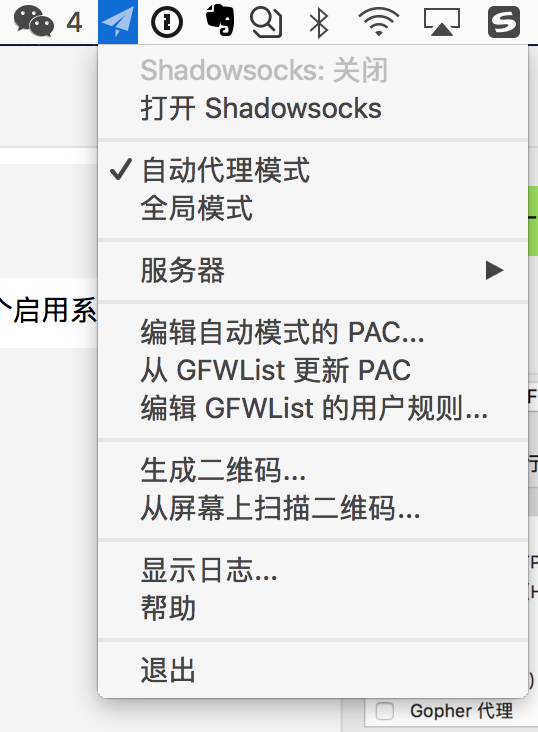 4
Shadowsocks: 关闭
打开 Shadowsocks
自动代理模式
全局模式
服务器
个启用系
编辑自动模式的 PAC...
从 GFWList 更新 PAC
编辑 GFWList 的用户规则...
生成二维码...
从屏幕上扫描二维码...
显示日志...
帮助
退出
Gopher 代理